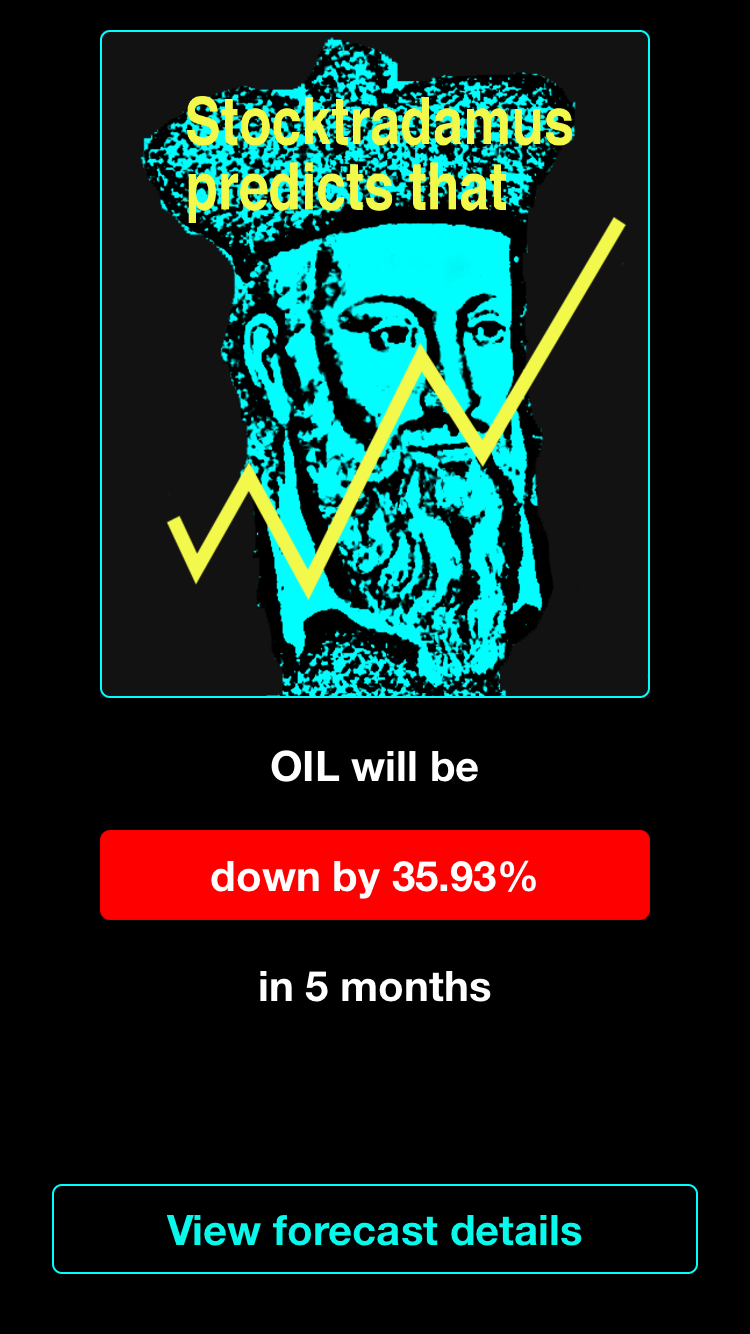 Stocktradamus
predicts that
OIL will be
down by 35.93%
in 5 months
View forecast details